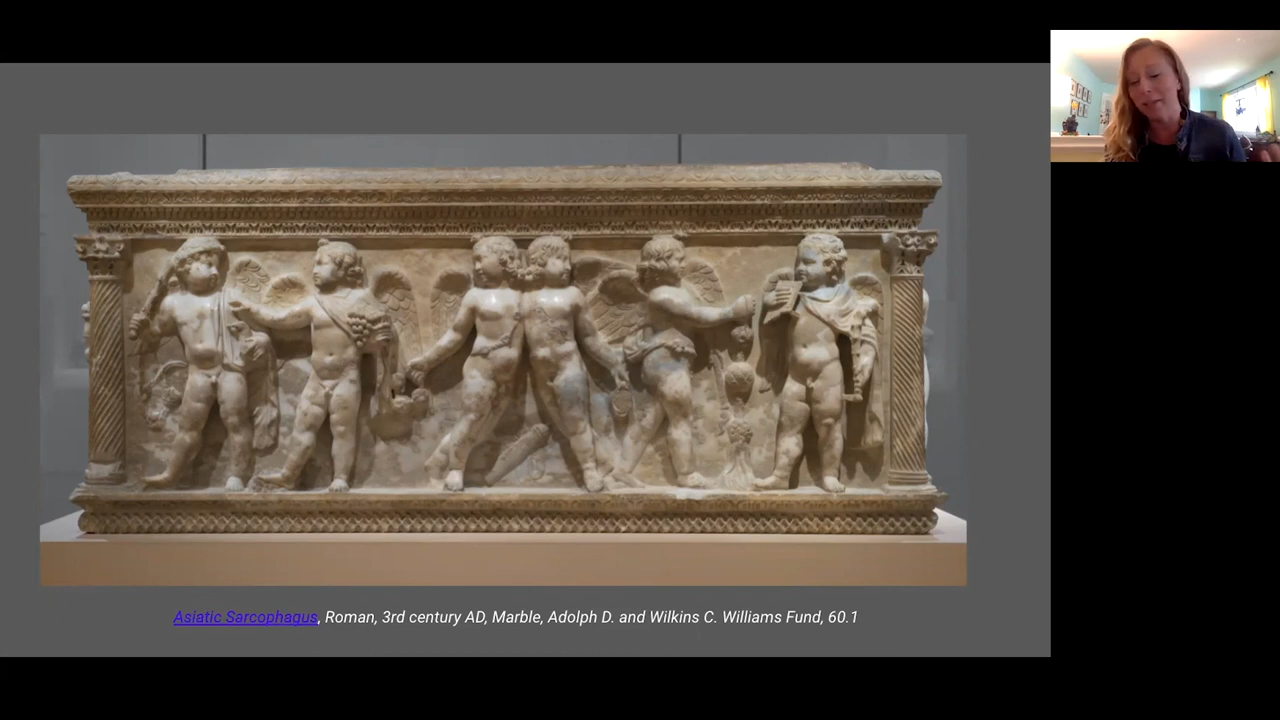 Asiatic Sarcophagus, Roman, 3rd century AD, Marble, Adolph D. and Wilkins C. Williams Fund, 60.1